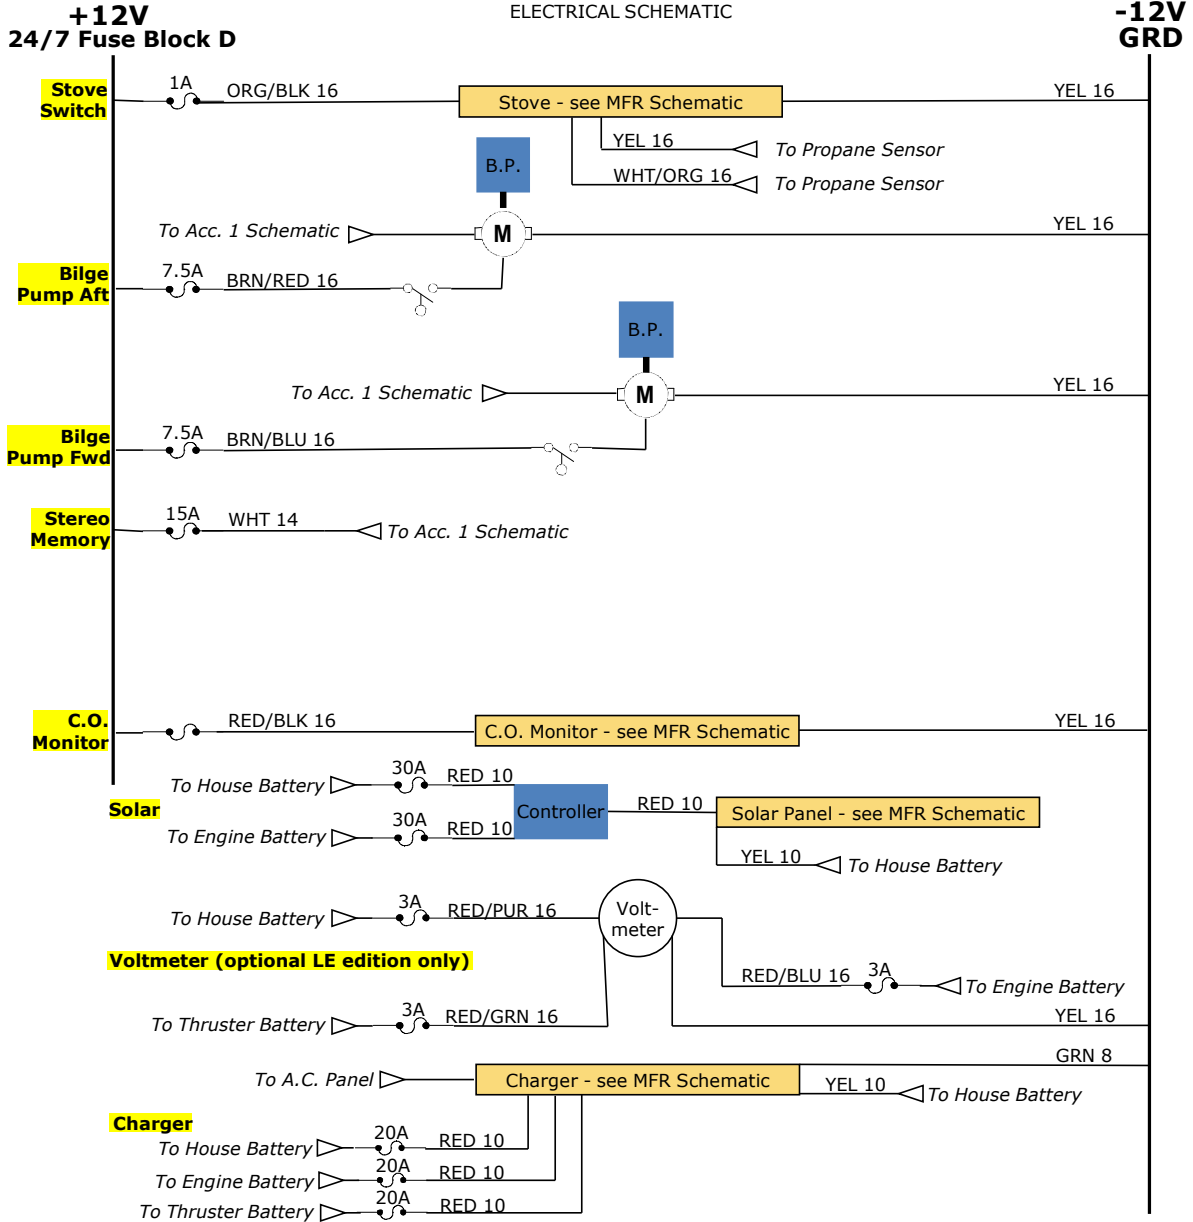 ELECTRICAL SCHEMATIC
+12V
24/7 Fuse Block D
-12V
GRD
Stove
Switch
1A
ORG/BLK 16
Stove - see MFR Schematic
YEL 16
YEL 16
To Propane Sensor
WHT/ORG 16
To Propane Sensor
B.P.
To Acc. 1 Schematic
M
YEL 16
Bilge
Pump Aft
7.5A
BRN/RED 16
B.P.
To Acc. 1 Schematic
M
YEL 16
Bilge
Pump Fwd
7.5A
BRN/BLU 16
Stereo
Memory
15A
WHT 14
To Acc. 1 Schematic
C.O.
Monitor
RED/BLK 16
C.O. Monitor - see MFR Schematic
YEL 16
To House Battery
30A
RED 10
Solar
Controller
RED 10
Solar Panel - see MFR Schematic
To Engine Battery
30A
RED 10
YEL 10
To House Battery
To House Battery
3A
RED/PUR 16
Volt-
meter
Voltmeter (optional LE edition only)
RED/BLU 16
3A
To Engine Battery
To Thruster Battery
3A
RED/GRN 16
YEL 16
GRN 8
To A.C. Panel
Charger - see MFR Schematic
YEL 10
To House Battery
Charger
To House Battery
20A
RED 10
To Engine Battery
20A
RED 10
To Thruster Battery
20A
RED 10